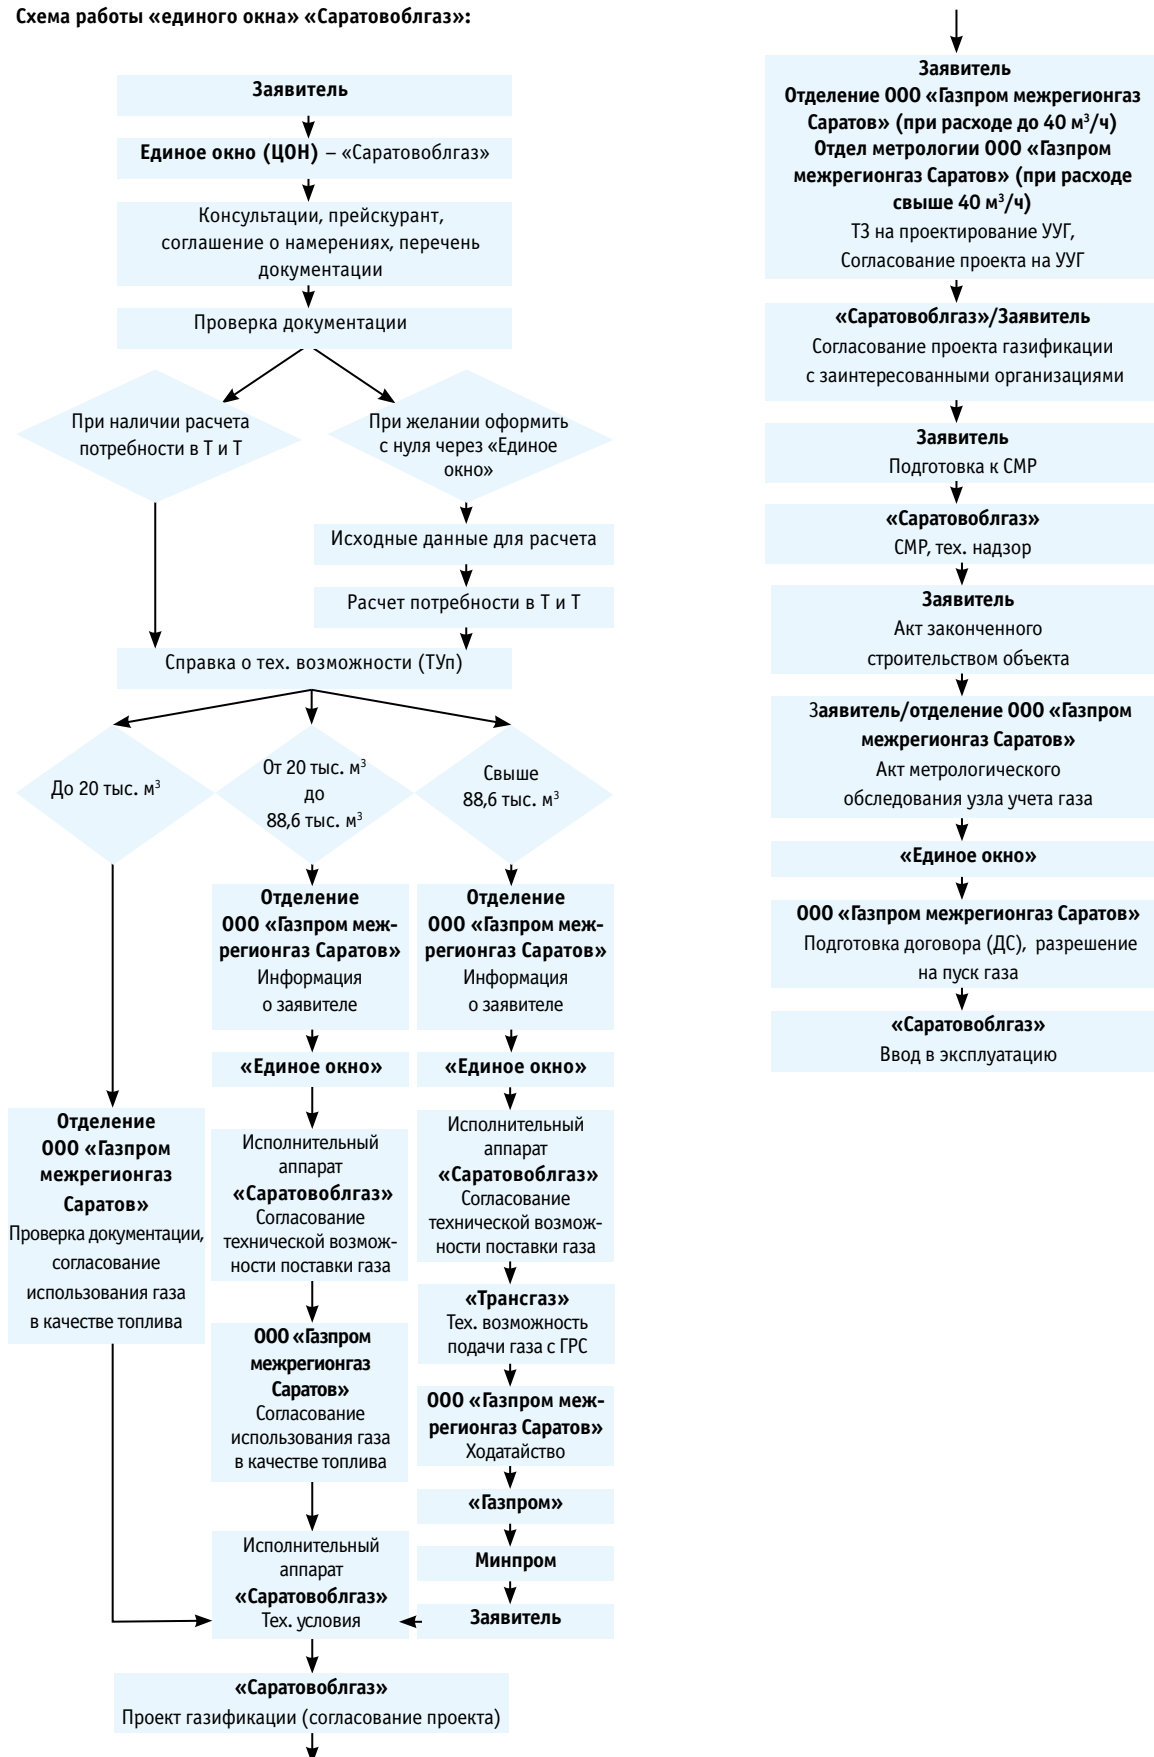 Схема работы «единого окна» «Саратовоблгаз»:
Заявитель
Единое окно (ЦОН) – «Саратовоблгаз»
Консультации, прейскурант,
соглашение о намерениях, перечень
документации
Проверка документации
При наличии расчета
потребности в Т и Т
При желании оформить
с нуля через «Единое
окно»
Исходные данные для расчета
Расчет потребности в Т и Т
Справка о тех. возможности (ТУп)
До 20 тыс. м³
От 20 тыс. м³
до
88,6 тыс. м³
Свыше
88,6 тыс. м³
Отделение
ООО «Газпром
межрегионгаз
Саратов»
Проверка документации,
согласование
использования газа
в качестве топлива
Отделение
ООО «Газпром меж-
регионгаз Саратов»
Информация
о заявителе
«Единое окно»
Исполнительный
аппарат
«Саратовоблгаз»
Согласование
технической возмож-
ности поставки газа
ООО «Газпром
межрегионгаз
Саратов»
Согласование
использования газа
в качестве топлива
Исполнительный
аппарат
«Саратовоблгаз»
Тех. условия
Отделение
ООО «Газпром меж-
регионгаз Саратов»
Информация
о заявителе
«Единое окно»
Исполнительный
аппарат
«Саратовоблгаз»
Согласование
технической возмож-
ности поставки газа
«Трансгаз»
Тех. возможность
подачи газа с ГРС
ООО «Газпром меж-
регионгаз Саратов»
Ходатайство
«Газпром»
Минпром
Заявитель
«Саратовоблгаз»
Проект газификации (согласование проекта)
Заявитель
Отделение ООО «Газпром межрегионгаз
Саратов» (при расходе до 40 м³/ч)
Отдел метрологии ООО «Газпром
межрегионгаз Саратов» (при расходе
свыше 40 м³/ч)
ТЗ на проектирование УУГ,
Согласование проекта на УУГ
«Саратовоблгаз»/Заявитель
Согласование проекта газификации
с заинтересованными организациями
Заявитель
Подготовка к СМР
«Саратовоблгаз»
СМР, тех. надзор
Заявитель
Акт законченного
строительством объекта
Заявитель/отделение ООО «Газпром
межрегионгаз Саратов»
Акт метрологического
обследования узла учета газа
«Единое окно»
ООО «Газпром межрегионгаз Саратов»
Подготовка договора (ДС), разрешение
на пуск газа
«Саратовоблгаз»
Ввод в эксплуатацию